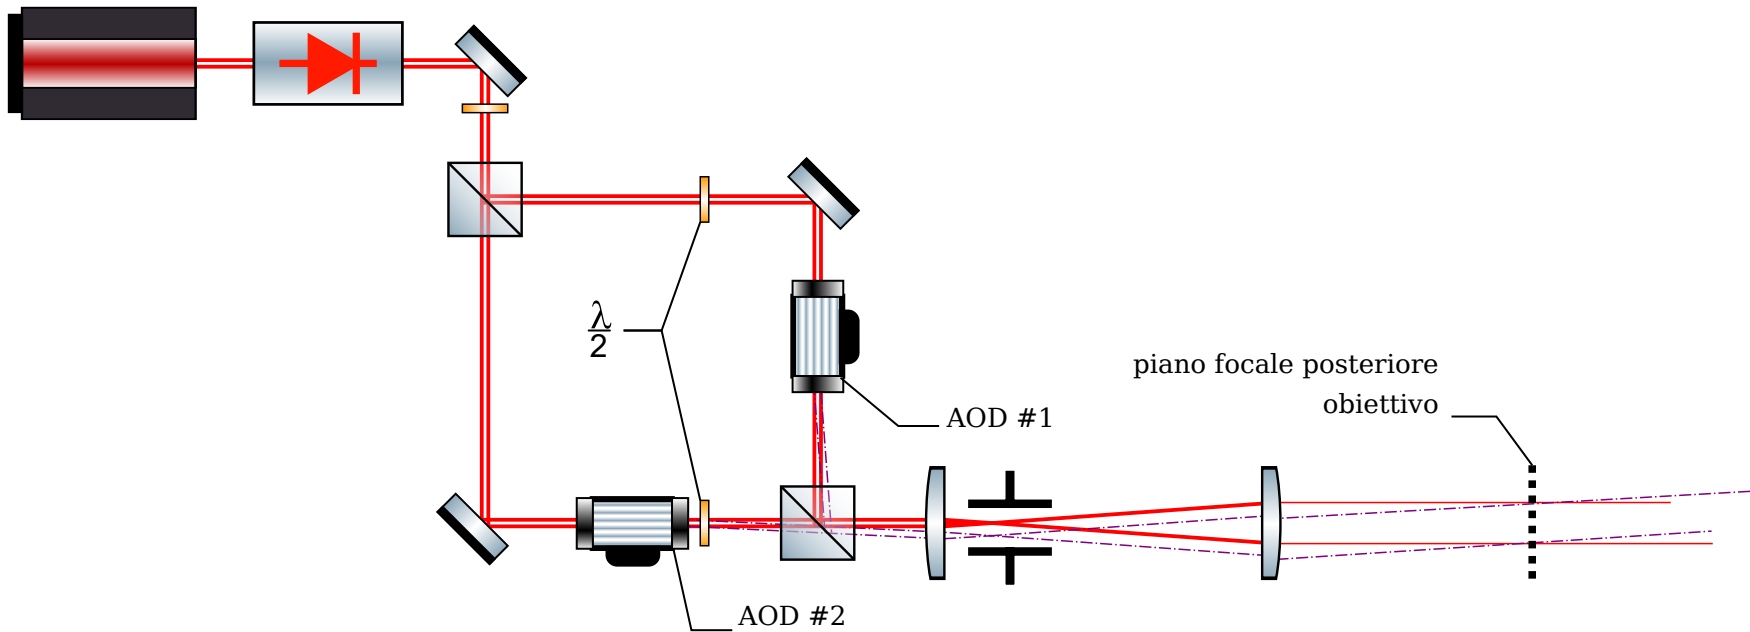 λ
2
piano focale posteriore
obiettivo
AOD #1
AOD #2